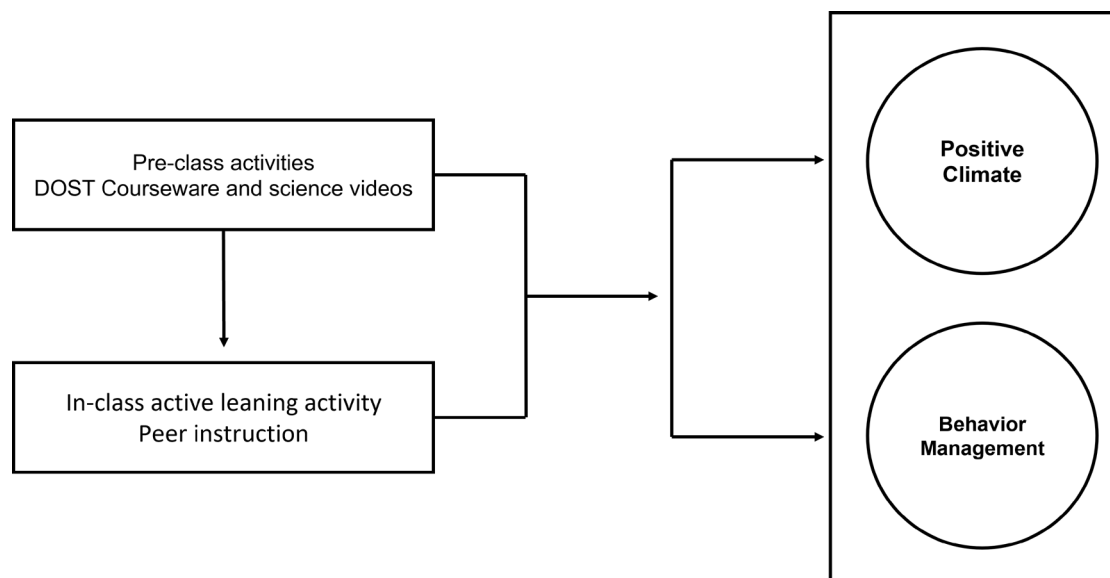 Pre-class activities
DOST Courseware and science videos
In-class active leaning activity
Peer instruction
Positive
Climate
Behavior
Management